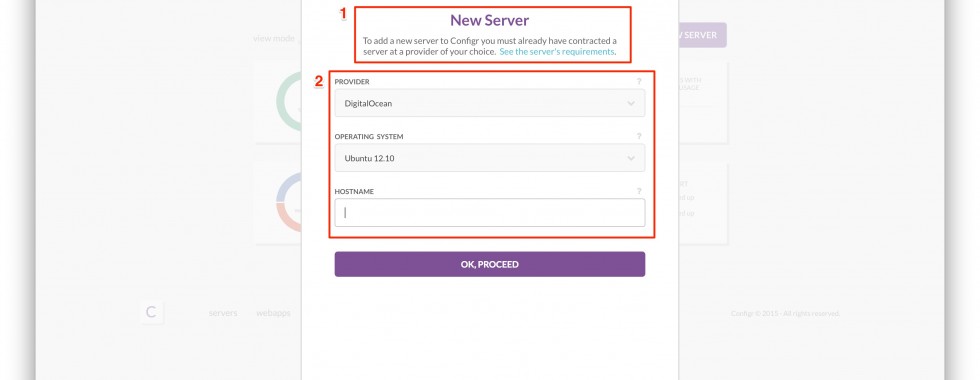 1
New Server
To add a new server to Configr you must already have contracted a
server at a provider of your choice. See the server's requirements.
view mode
SERVER
2
PROVIDER ?
DigitalOcean
OPERATING SYSTEM ?
Ubuntu 12.10
HOSTNAME ?
OK, PROCEED
C servers webapps
Configr © 2015 - All rights reserved.